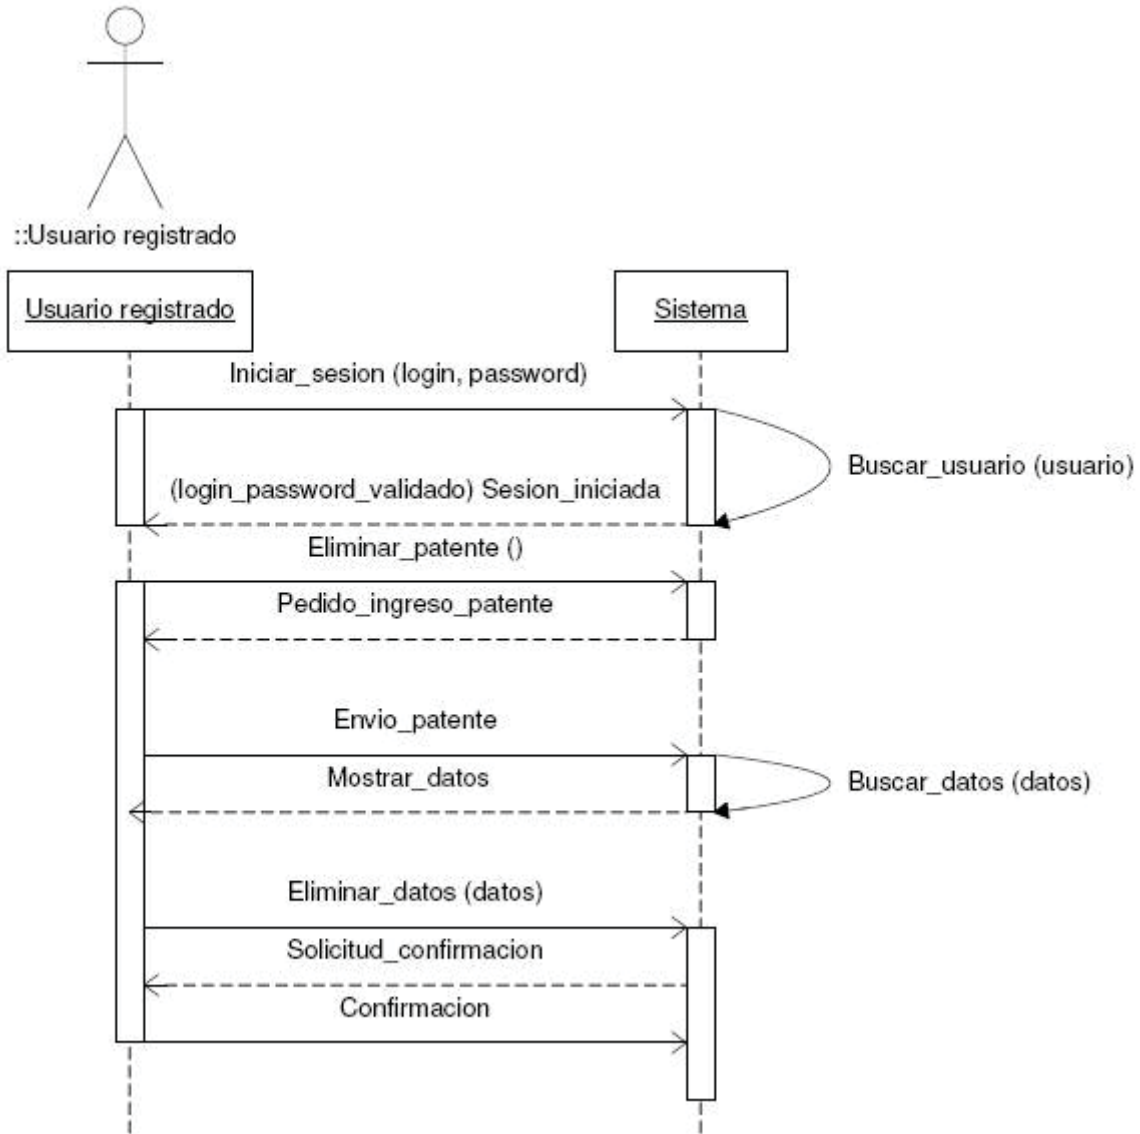 ::Usuario registrado
Usuario registrado
Sistema
Iniciar_sesion (login, password)
Buscar_usuario (usuario)
(login_password_validado) Sesion_iniciada
Eliminar_patente ()
Pedido_ingreso_patente
Envio_patente
Mostrar_datos
Buscar_datos (datos)
Eliminar_datos (datos)
Solicitud_confirmacion
Confirmacion